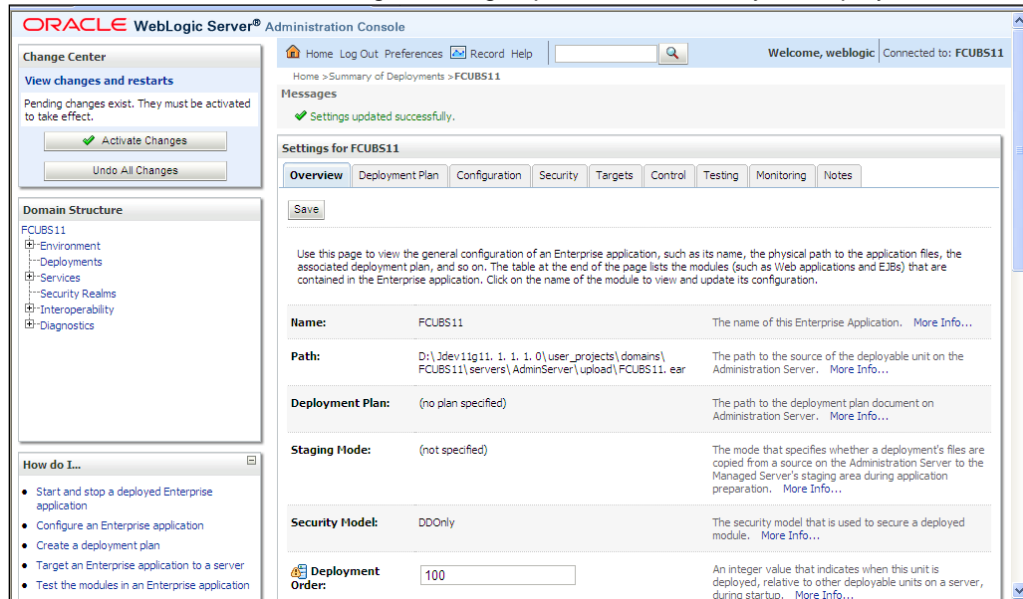 ORACLE WebLogic Server® Administration Console
Change Center
View changes and restarts
Pending changes exist. They must be activated
to take effect.
Activate Changes
Undo All Changes
Domain Structure
FCUBS11
Environment
Deployments
Services
Security Realms
Interoperability
Diagnostics
How do I...
Start and stop a deployed Enterprise
application
Configure an Enterprise application
Create a deployment plan
Target an Enterprise application to a server
Test the modules in an Enterprise application
Home Log Out Preferences Record Help
Welcome, weblogic Connected to: FCUBS11
Home >Summary of Deployments >FCUBS11
Messages
Settings updated successfully.
Settings for FCUBS11
Overview Deployment Plan Configuration Security Targets Control Testing Monitoring Notes
Save
Use this page to view the general configuration of an Enterprise application, such as its name, the physical path to the application files, the
associated deployment plan, and so on. The table at the end of the page lists the modules (such as Web applications and EJBs) that are
contained in the Enterprise application. Click on the name of the module to view and update its configuration.
Name: FCUBS11 The name of this Enterprise Application. More Info...
Path: D:\Jdev11g11. 1. 1. 1. 0\user_projects\domains\ The path to the source of the deployable unit on the
FCUBS11\servers\AdminServer\upload\FCUBS11. ear Administration Server. More Info...
Deployment Plan: (no plan specified) The path to the deployment plan document on
Administration Server. More Info...
Staging Mode: (not specified) The mode that specifies whether a deployment's files are
copied from a source on the Administration Server to the
Managed Server's staging area during application
preparation. More Info...
Security Model: DDOnly The security model that is used to secure a deployed
module. More Info...
Deployment 100 An integer value that indicates when this unit is
Order: deployed, relative to other deployable units on a server,
during startup. More Info...